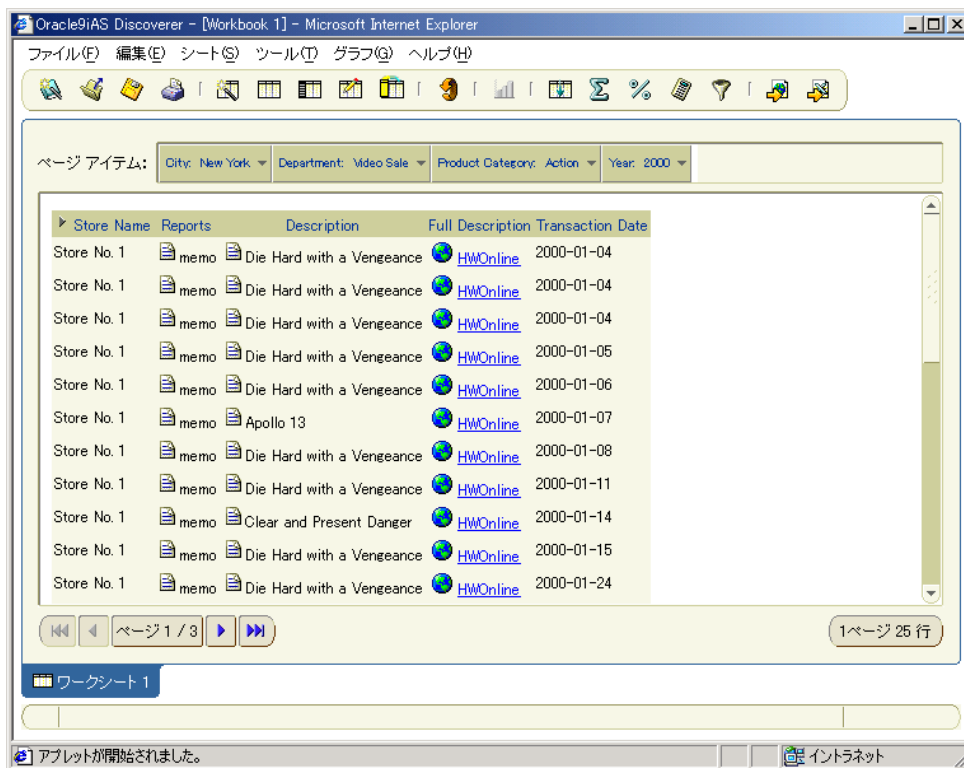 Oracle9iAS Discoverer - [Workbook 1] - Microsoft Internet Explorer
ファイル(F) 編集(E) シート(S) ツール(T) グラフ(G) ヘルプ(H)
ページ アイテム: City: New York Department: Video Sale Product Category: Action Year: 2000
Store Name Reports Description Full Description Transaction Date
Store No. 1 memo Die Hard with a Vengeance HWOnline 2000-01-04
Store No. 1 memo Die Hard with a Vengeance HWOnline 2000-01-04
Store No. 1 memo Die Hard with a Vengeance HWOnline 2000-01-04
Store No. 1 memo Die Hard with a Vengeance HWOnline 2000-01-05
Store No. 1 memo Die Hard with a Vengeance HWOnline 2000-01-06
Store No. 1 memo Apollo 13 HWOnline 2000-01-07
Store No. 1 memo Die Hard with a Vengeance HWOnline 2000-01-08
Store No. 1 memo Die Hard with a Vengeance HWOnline 2000-01-11
Store No. 1 memo Clear and Present Danger HWOnline 2000-01-14
Store No. 1 memo Die Hard with a Vengeance HWOnline 2000-01-15
Store No. 1 memo Die Hard with a Vengeance HWOnline 2000-01-24
ページ 1 / 3 1ページ 25 行
ワークシート 1
アプレットが開始されました。 イントラネット